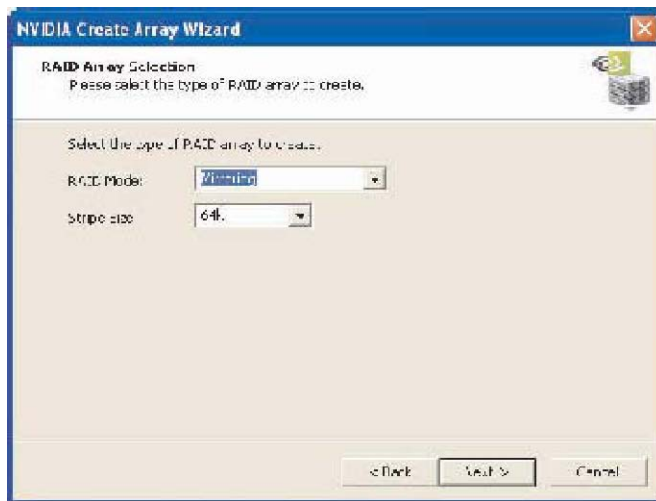 NVIDIA Create Array Wizard
RAID Array Selection
Please select the type of RAID array to create.
Select the type of RAID array to create.
RAID Mode:
Mirroring
Stripe Size
64k
< Back
Next >
Cancel